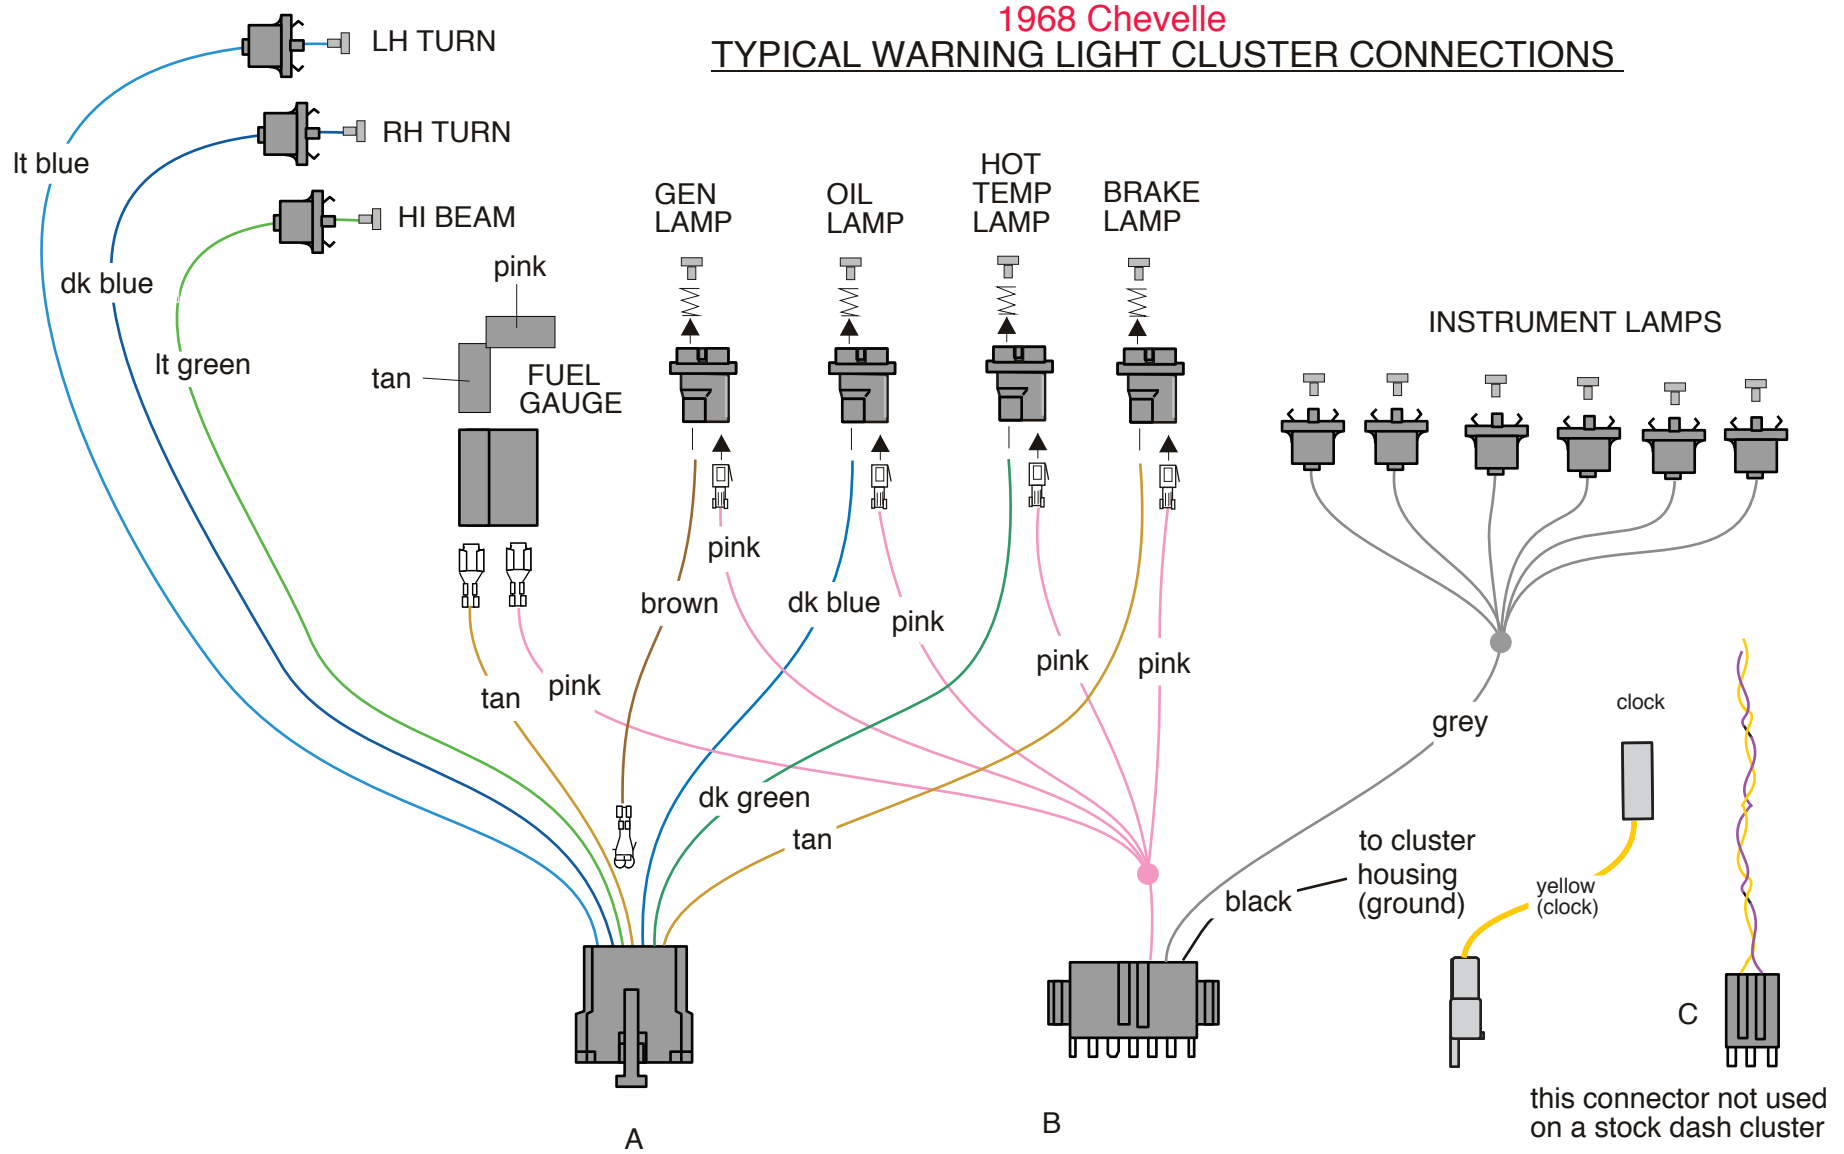 1968 Chevelle
TYPICAL WARNING LIGHT CLUSTER CONNECTIONS
LH TURN
RH TURN
HI BEAM
lt blue
dk blue
lt green
pink
tan
FUEL
GAUGE
GEN
LAMP
OIL
LAMP
HOT
TEMP
LAMP
BRAKE
LAMP
INSTRUMENT LAMPS
pink
brown
dk blue
pink
pink
pink
tan
pink
dk green
tan
grey
clock
to cluster
housing
(ground)
black
yellow
(clock)
A
B
C
this connector not used
on a stock dash cluster